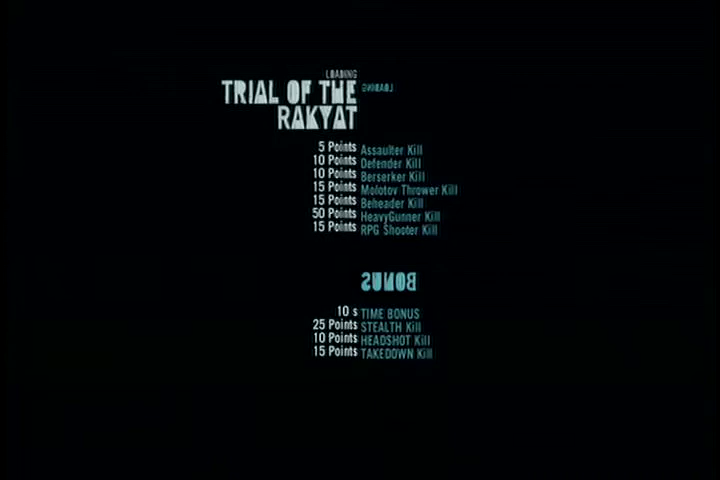 LOADING
TRIAL OF THE
RAKYAT
LOADING
5 Points Assaulter Kill
10 Points Defender Kill
10 Points Berserker Kill
15 Points Molotov Thrower Kill
15 Points Beheader Kill
50 Points HeavyGunner Kill
15 Points RPG Shooter Kill
BONUS
10 s TIME BONUS
25 Points STEALTH Kill
10 Points HEADSHOT Kill
15 Points TAKEDOWN Kill